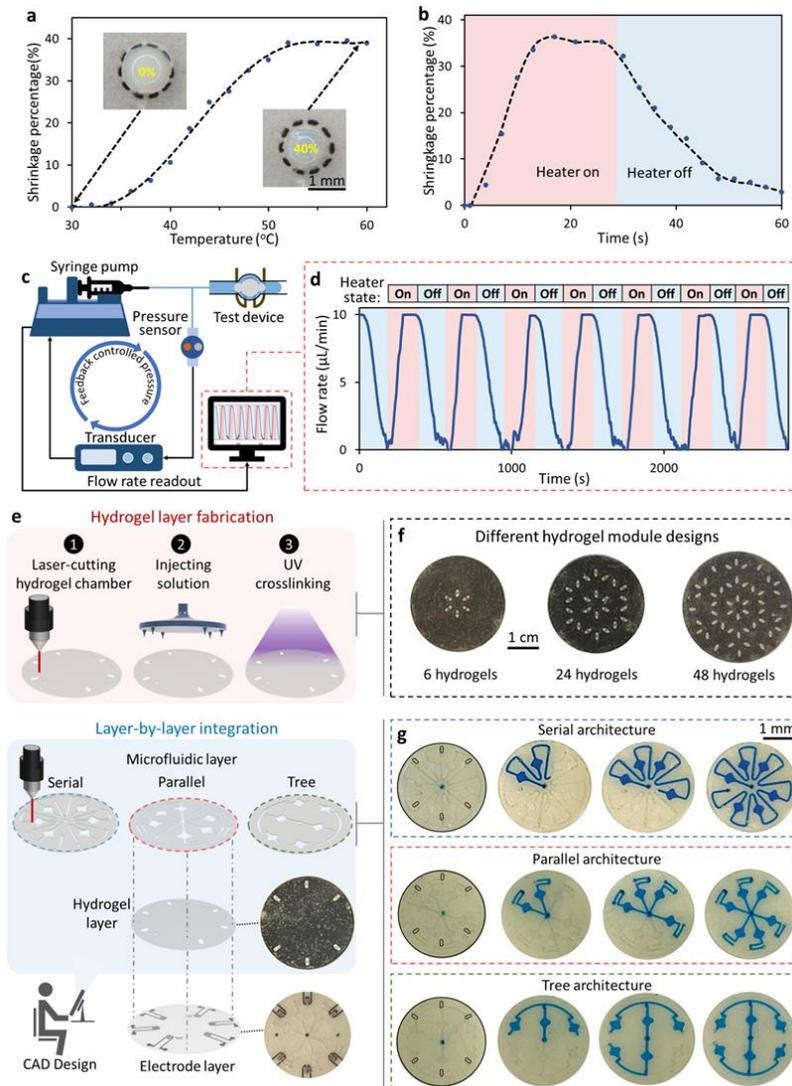 a
Shrinkage percentage(%)
50
40
30
20
10
0
0%
40%
1 mm
30
40
50
60
Temperature (°C)
b
Shringkage percentage (%)
40
30
20
10
0
Heater on
Heater off
0
20
40
60
Time (s)
c
Syringe pump
Pressure
sensor
Test device
Feedback controlled pressure
Transducer
Flow rate readout
d
Heater
state:
On Off On Off On Off On Off On Off On Off On Off
Flow rate (µL/min)
10
5
0
0
1000
2000
Time (s)
e
Hydrogel layer fabrication
1
Laser-cutting
hydrogel chamber
2
Injecting
solution
3
UV
crosslinking
f
Different hydrogel module designs
1 cm
6 hydrogels
24 hydrogels
48 hydrogels
Layer-by-layer integration
Microfluidic layer
Serial
Parallel
Tree
Hydrogel
layer
CAD Design
Electrode layer
g
Serial architecture
1 mm
Parallel architecture
Tree architecture